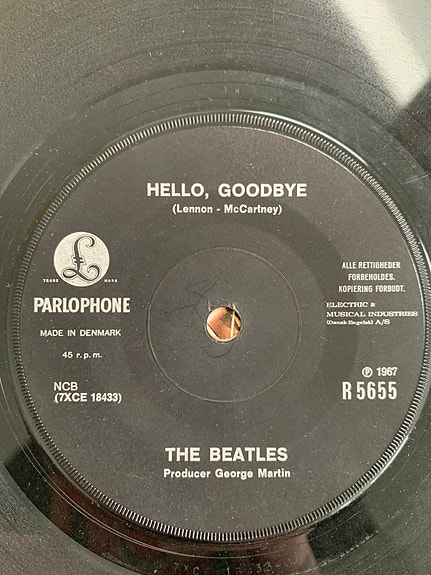 HELLO, GOODBYE
(Lennon - McCartney)
£
TRADE MARK
PARLOPHONE
MADE IN DENMARK
45 r.p.m.
NCB
(7XCE 18433)
ALLE RETTIGHEDER
FORBEHOLDES.
KOPIERING FORBUDT.
ELECTRIC &
MUSICAL INDUSTRIES
(Dansk-Engelsk) A/S
℗ 1967
R 5655
THE BEATLES
Producer George Martin